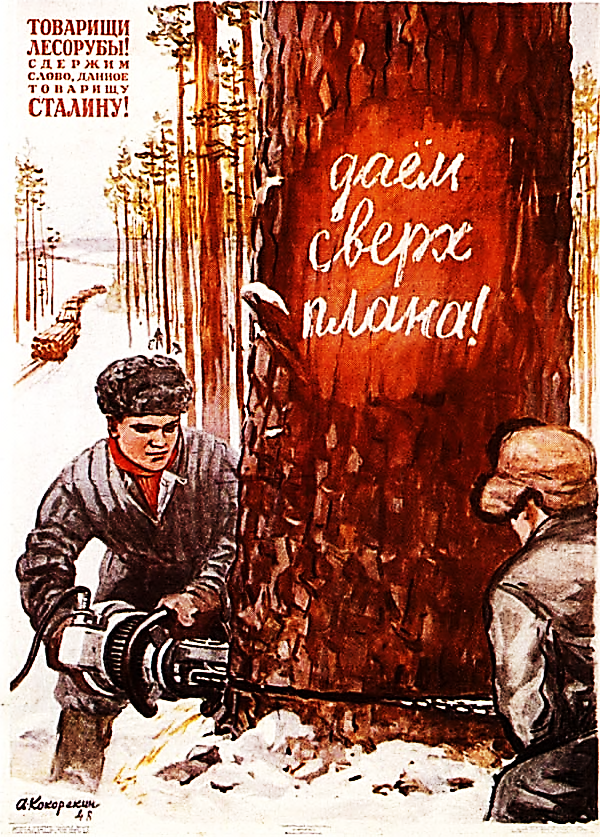 ТОВАРИЩИ
ЛЕСОРУБЫ!
СДЕРЖИМ
СЛОВО, ДАННОЕ
ТОВАРИЩУ
СТАЛИНУ!
даём
сверх
плана!
А. Кокорекин
48